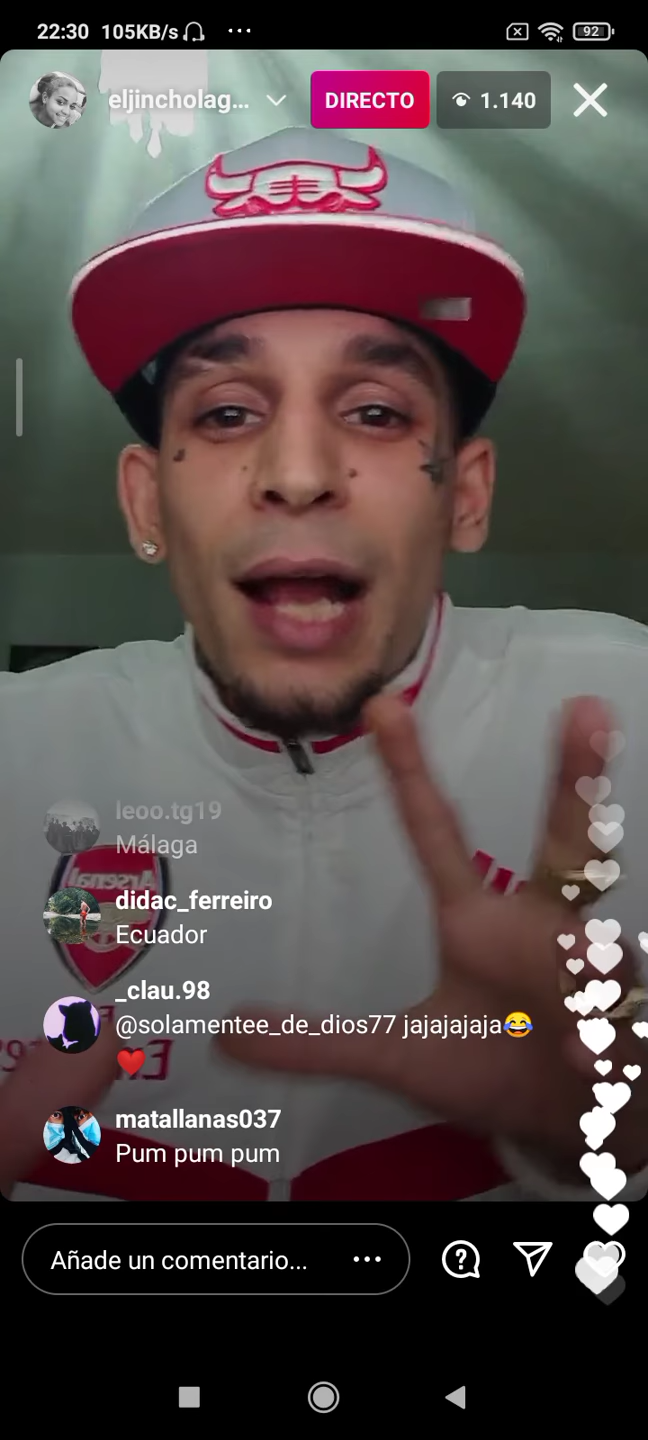 22:30 105KB/s ...
92
eljincholag...
DIRECTO
1.140
leoo.tg19
Málaga
Arsenal
didac_ferreiro
Ecuador
_clau.98
@solamentee_de_dios77 jajajajaja😂
❤️
matallanas037
Pum pum pum
Añade un comentario...